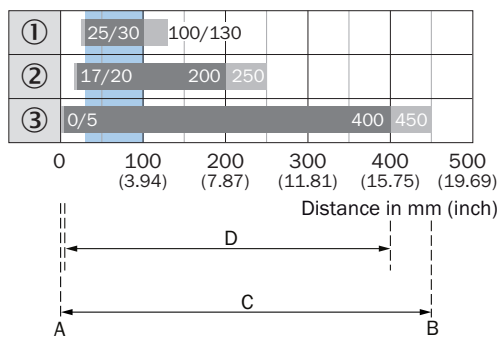 ① 25/30 100/130
② 17/20 200 250
③ 0/5 400 450
0 100 200 300 400 500
(3.94) (7.87) (11.81) (15.75) (19.69)
Distance in mm (inch)
D
C
A B